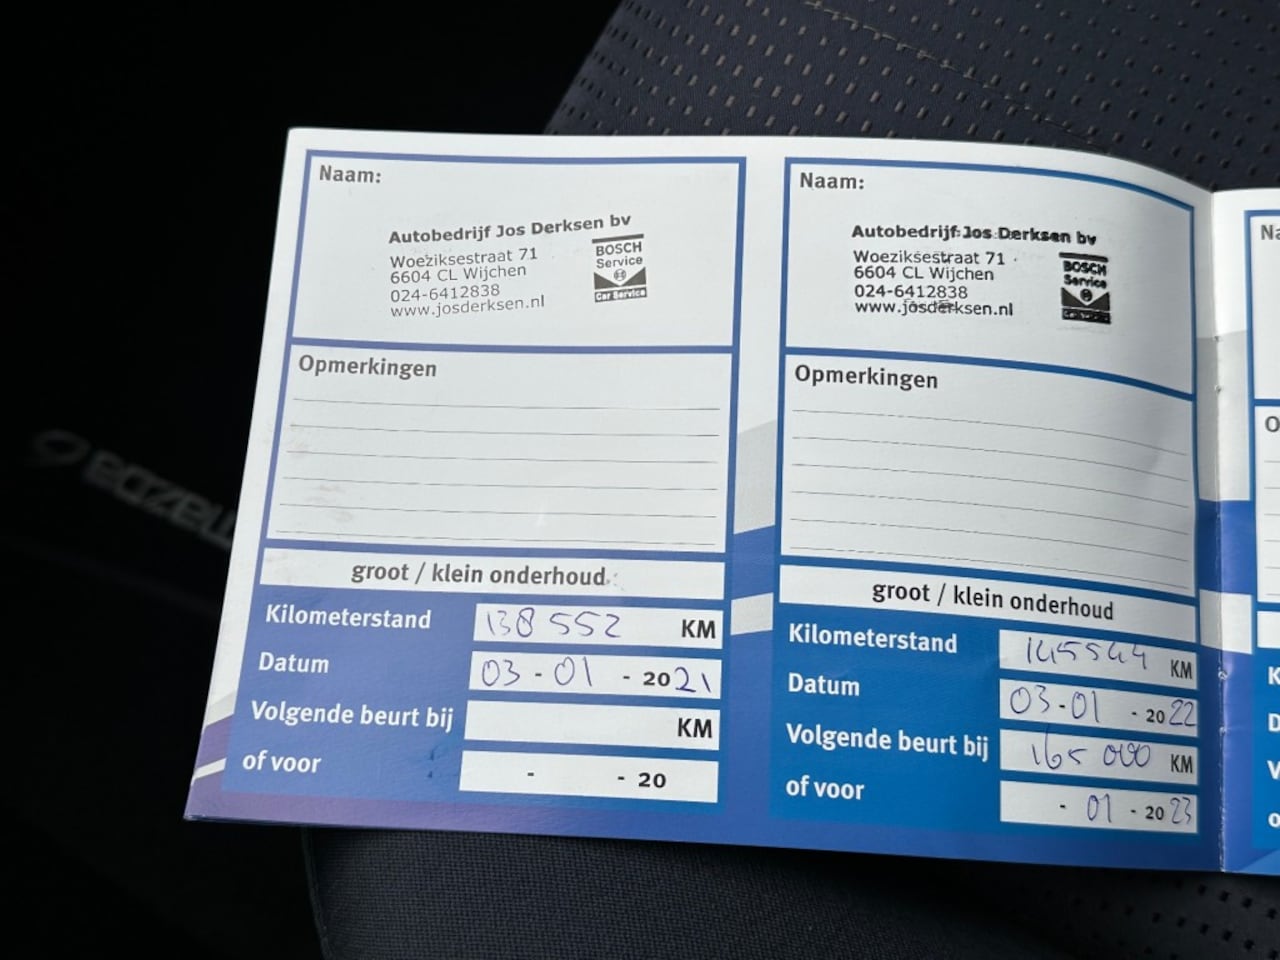 Naam:
Autobedrijf Jos Derksen bv
Woeziksestraat 71
6604 CL Wijchen
024-6412838
www.josderksen.nl
BOSCH
Service
Car Service
Opmerkingen
groot / klein onderhoud
Kilometerstand 138 552 KM
Datum 03 - 01 - 2021
Volgende beurt bij KM
of voor - - 20
Naam:
Autobedrijf Jos Derksen bv
Woeziksestraat 71
6604 CL Wijchen
024-6412838
www.josderksen.nl
BOSCH
Service
Opmerkingen
groot / klein onderhoud
Kilometerstand 145544 KM
Datum 03-01 - 2022
Volgende beurt bij 165 000 KM
of voor - 01 - 2023
mazda